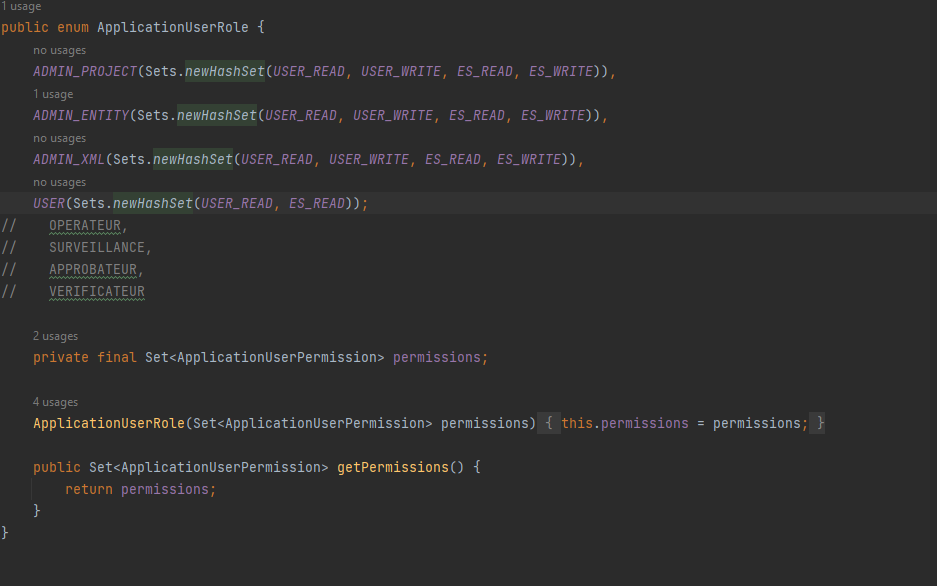 1 usage
public enum ApplicationUserRole {
no usages
ADMIN_PROJECT(Sets.newHashSet(USER_READ, USER_WRITE, ES_READ, ES_WRITE)),
1 usage
ADMIN_ENTITY(Sets.newHashSet(USER_READ, USER_WRITE, ES_READ, ES_WRITE)),
no usages
ADMIN_XML(Sets.newHashSet(USER_READ, USER_WRITE, ES_READ, ES_WRITE)),
no usages
USER(Sets.newHashSet(USER_READ, ES_READ));
// OPERATEUR,
// SURVEILLANCE,
// APPROBATEUR,
// VERIFICATEUR
2 usages
private final Set<ApplicationUserPermission> permissions;
4 usages
ApplicationUserRole(Set<ApplicationUserPermission> permissions) { this.permissions = permissions; }
public Set<ApplicationUserPermission> getPermissions() {
return permissions;
}
}